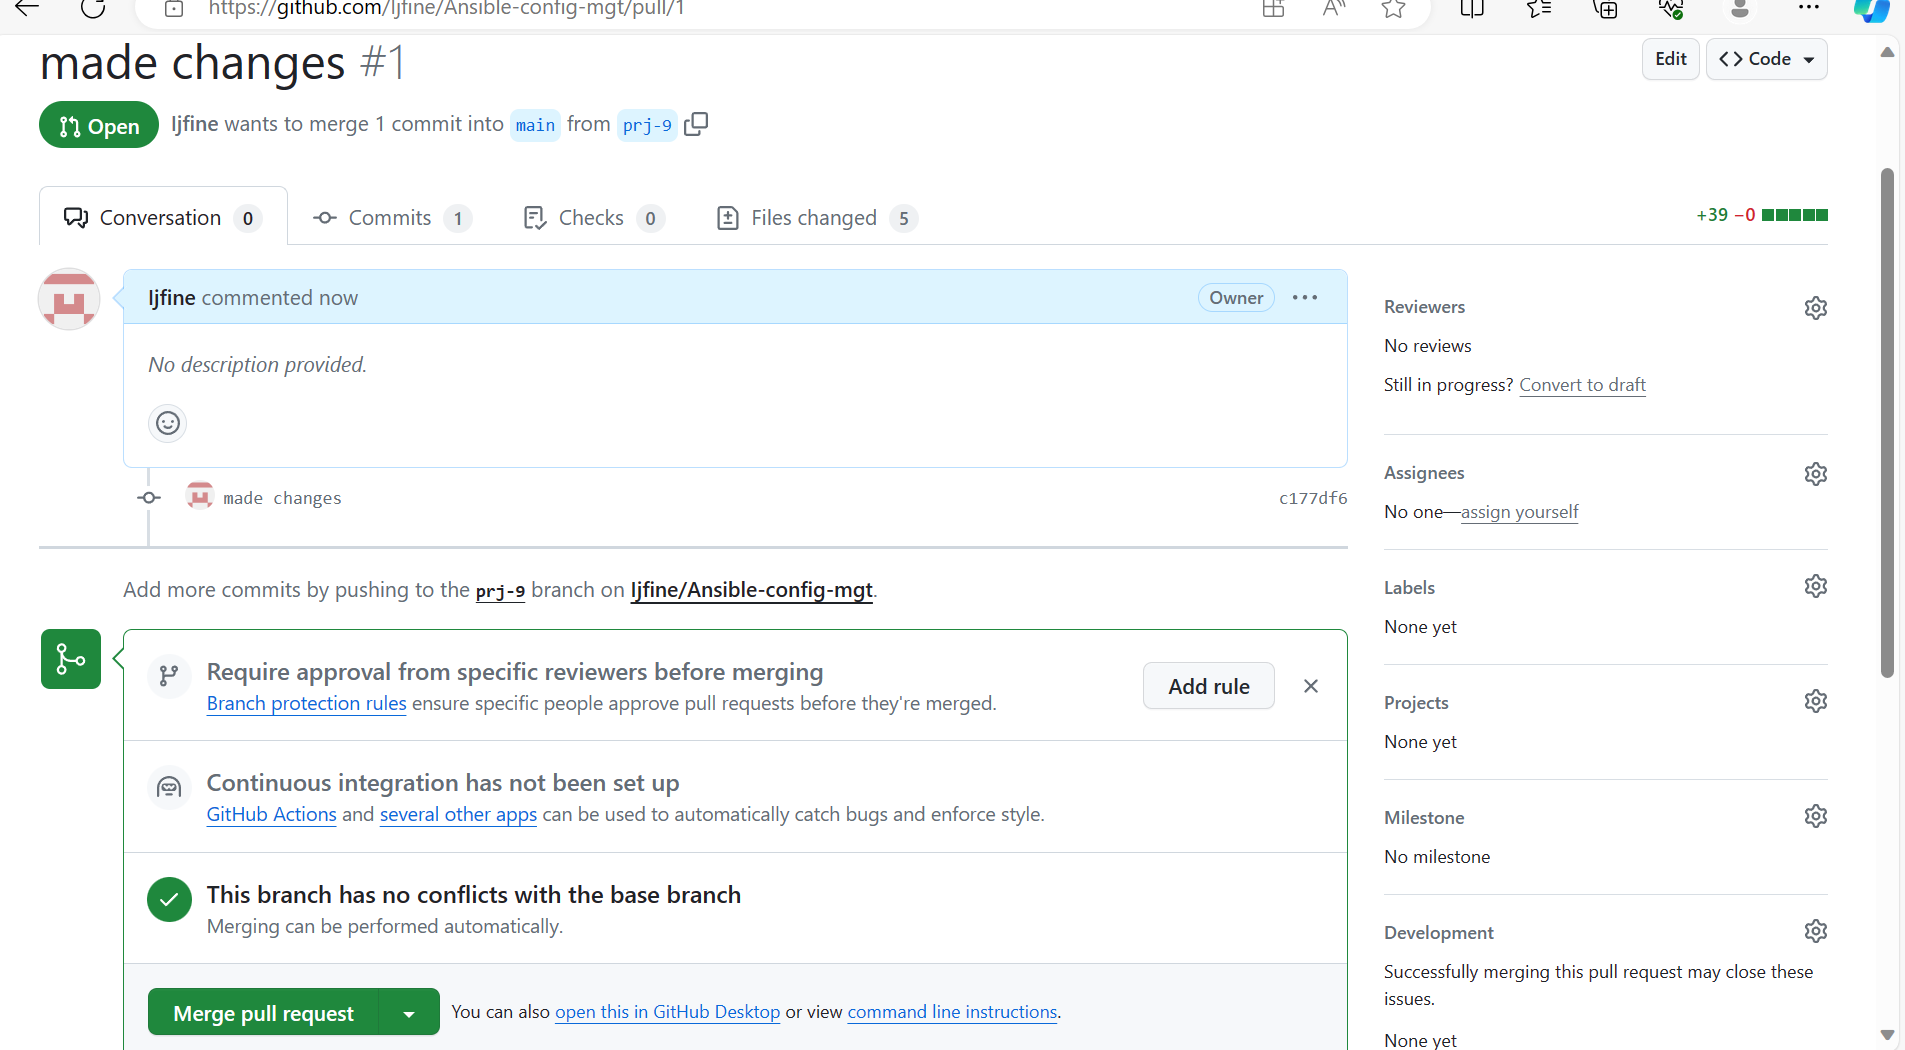 https://github.com/Ijfine/Ansible-config-mgt/pull/1
made changes #1
Edit
Code
Open
Ijfine wants to merge 1 commit into main from prj-9
Conversation 0
Commits 1
Checks 0
Files changed 5
+39 −0
Ijfine commented now
Owner
No description provided.
made changes
c177df6
Add more commits by pushing to the prj-9 branch on Ijfine/Ansible-config-mgt.
Require approval from specific reviewers before merging
Branch protection rules ensure specific people approve pull requests before they're merged.
Add rule
Continuous integration has not been set up
GitHub Actions and several other apps can be used to automatically catch bugs and enforce style.
This branch has no conflicts with the base branch
Merging can be performed automatically.
Merge pull request
You can also open this in GitHub Desktop or view command line instructions.
Reviewers
No reviews
Still in progress? Convert to draft
Assignees
No one—assign yourself
Labels
None yet
Projects
None yet
Milestone
No milestone
Development
Successfully merging this pull request may close these
issues.
None yet